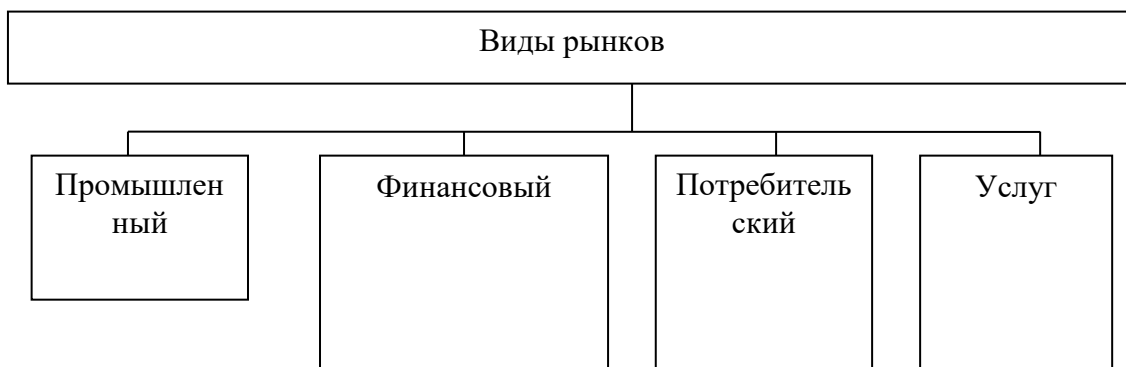 Виды рынков
Промышлен
ный
Финансовый
Потребитель
ский
Услуг